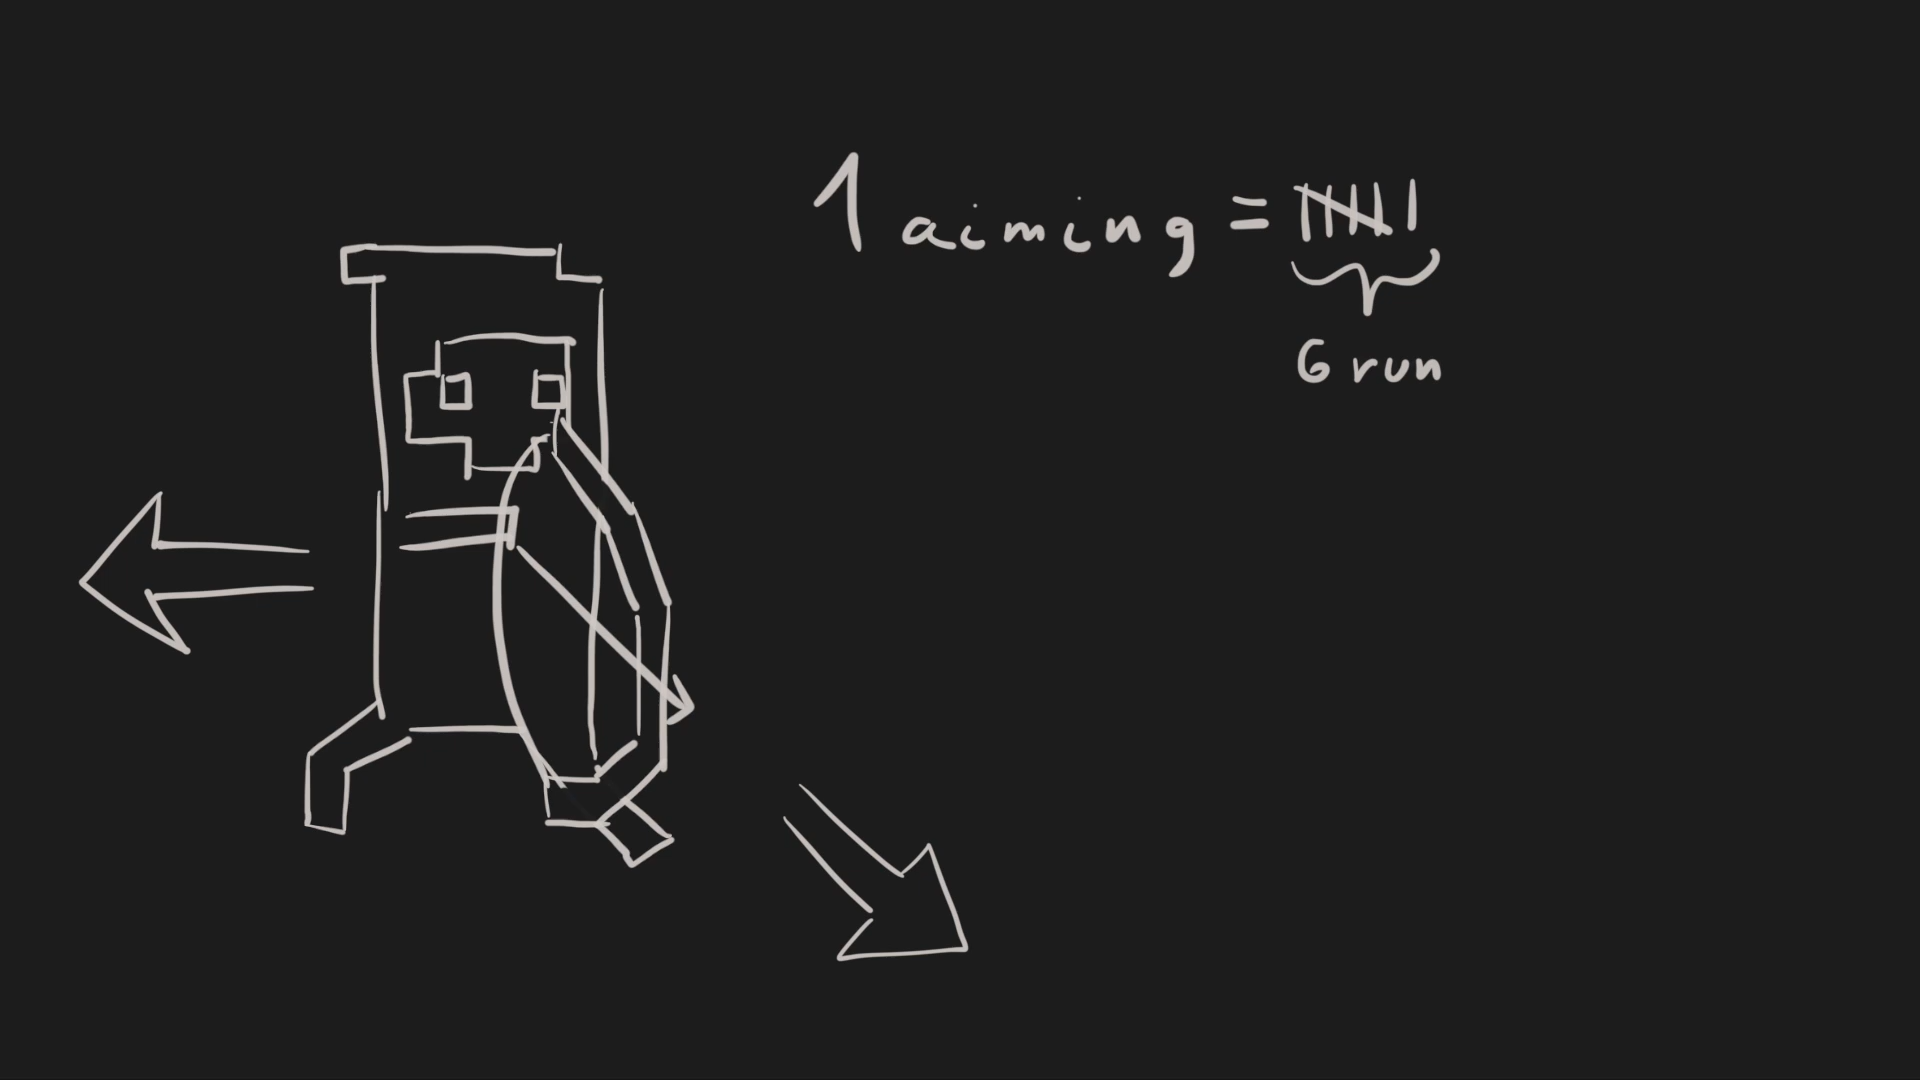 1 aiming = 𝍸|
6 run